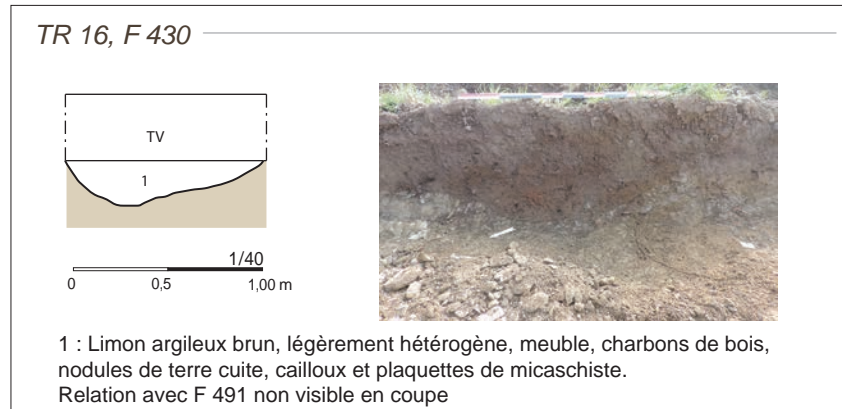 TR 16, F 430
TV
1
1/40
0 0,5 1,00 m
1 : Limon argileux brun, légèrement hétérogène, meuble, charbons de bois,
nodules de terre cuite, cailloux et plaquettes de micaschiste.
Relation avec F 491 non visible en coupe